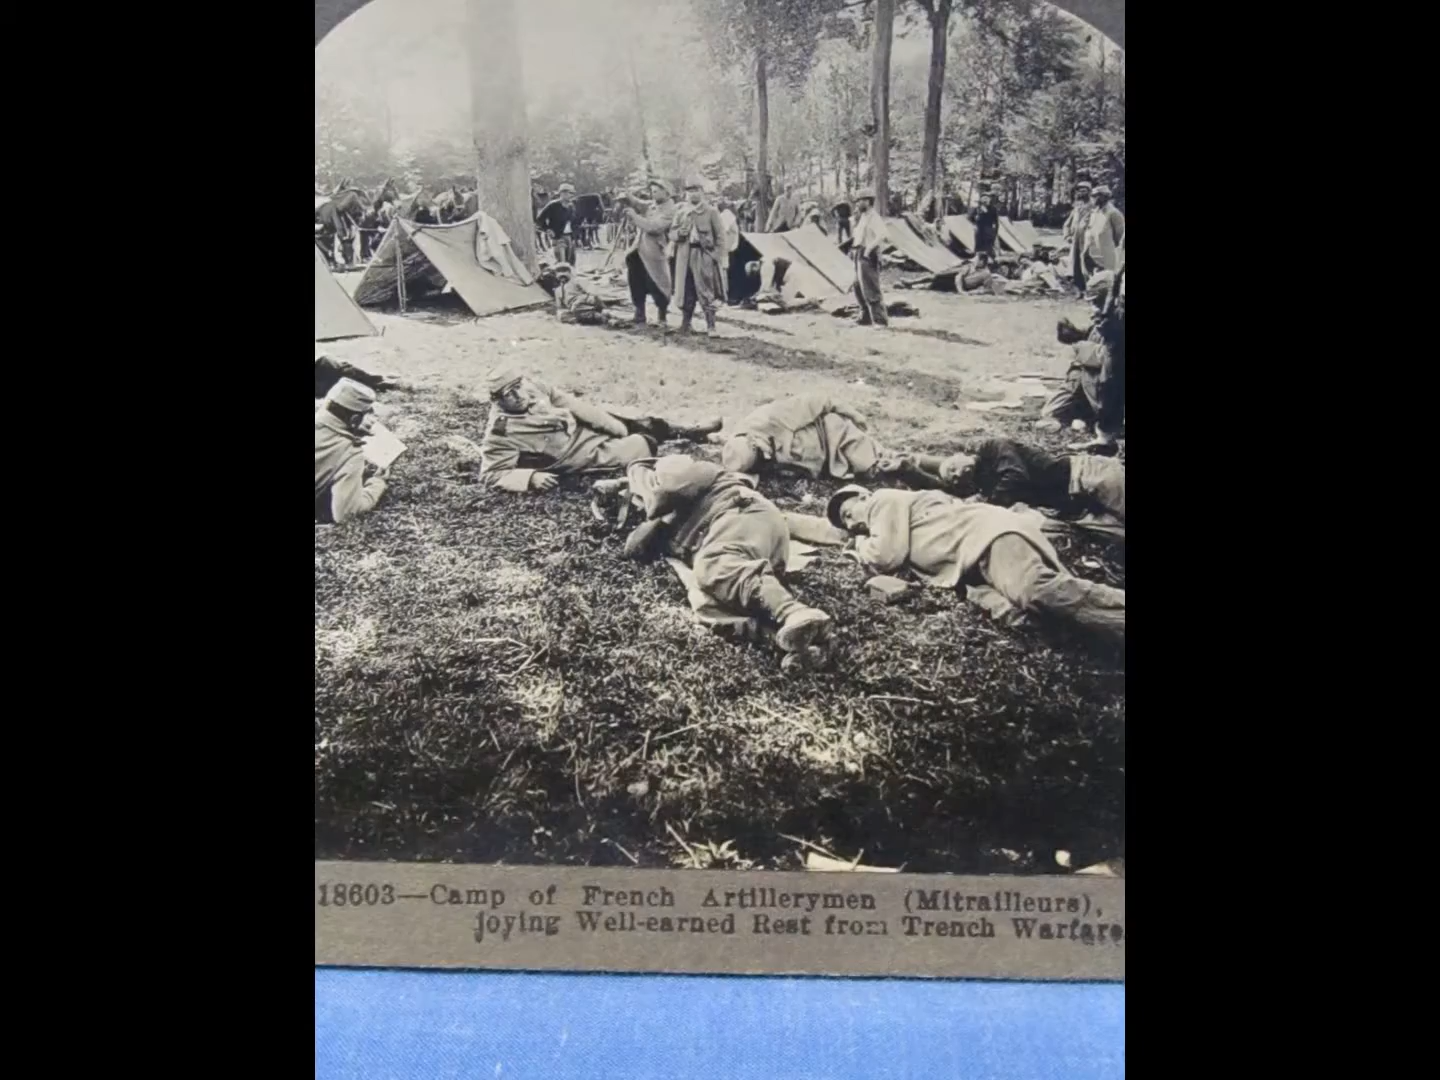 18603—Camp of French Artillerymen (Mitrailleurs),
joying Well-earned Rest from Trench Warfare